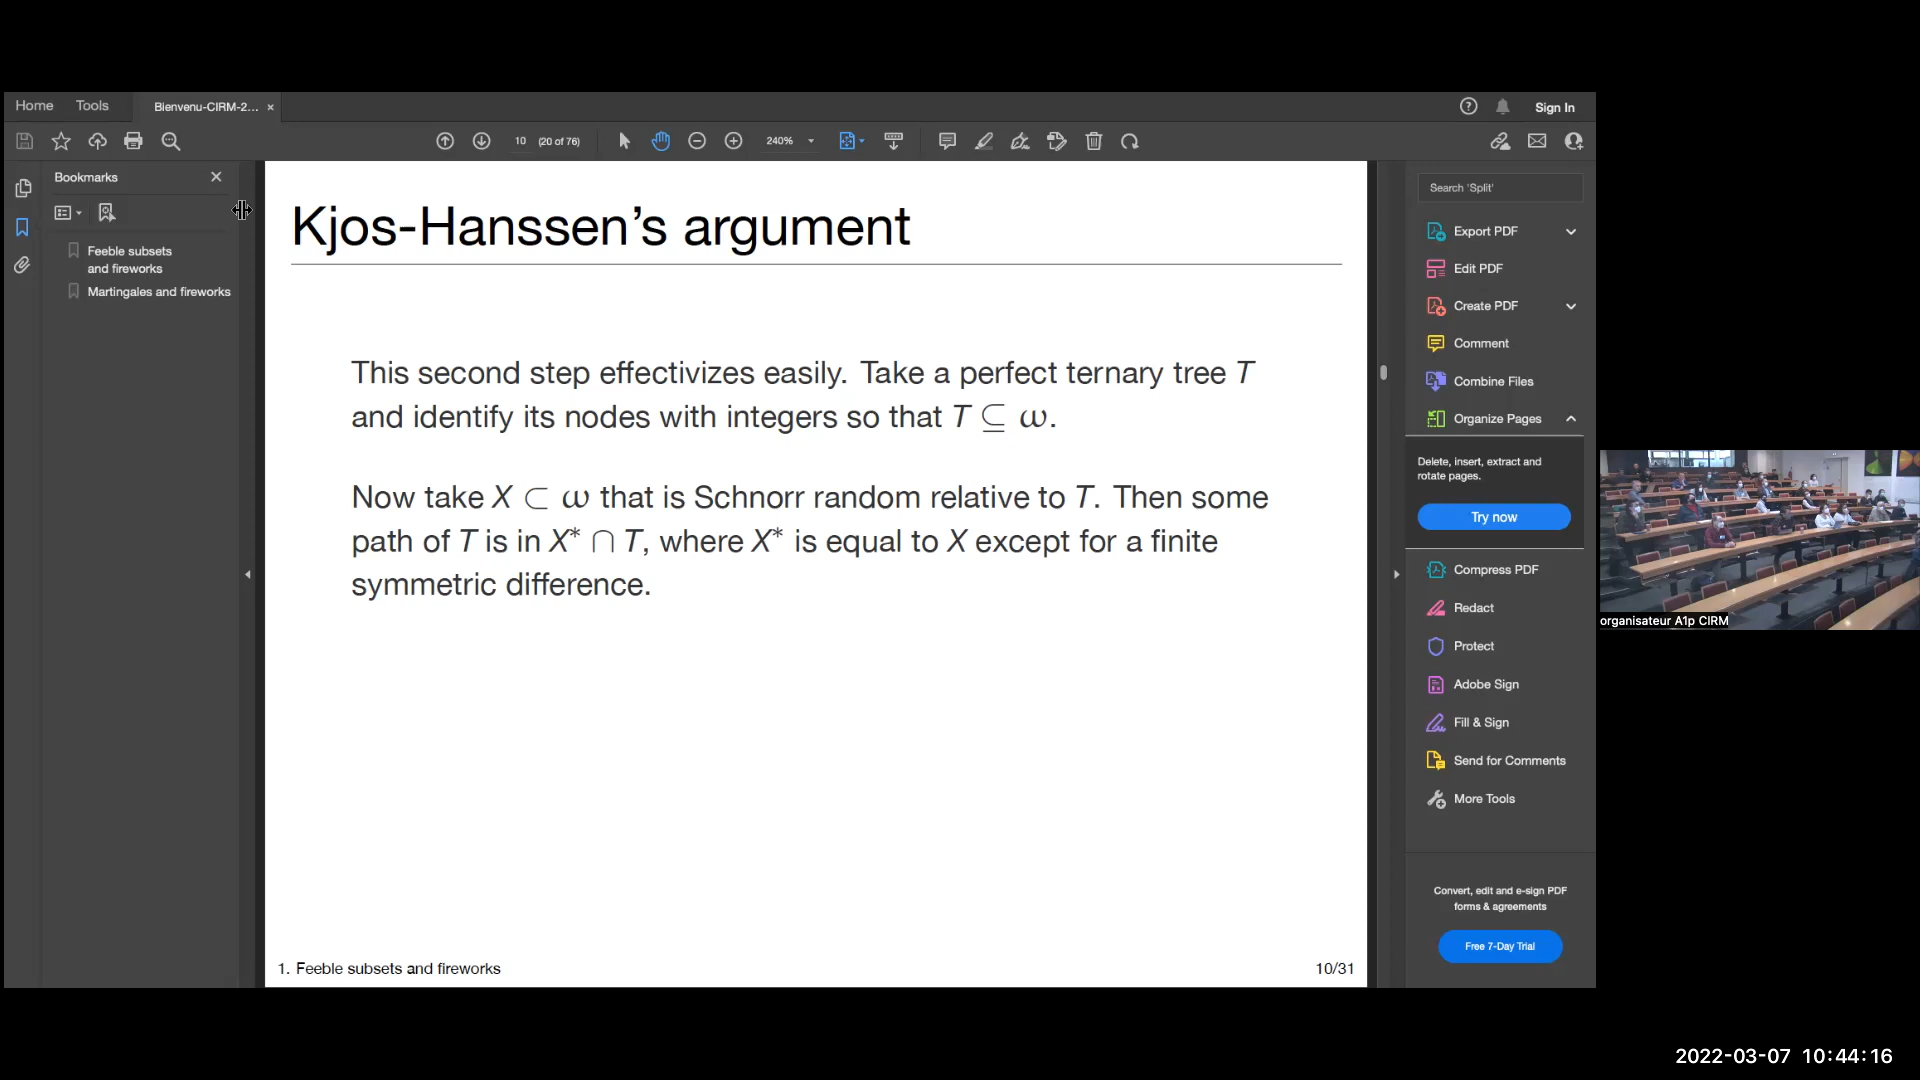 Home
Tools
Bienvenu-CIRM-2... ×
Sign In
10 (20 of 76)
240%
Bookmarks
Feeble subsets
and fireworks
Martingales and fireworks
Kjos-Hanssen's argument
This second step effectivizes easily. Take a perfect ternary tree T
and identify its nodes with integers so that T ⊆ ω.
Now take X ⊂ ω that is Schnorr random relative to T. Then some
path of T is in X* ∩ T, where X* is equal to X except for a finite
symmetric difference.
1. Feeble subsets and fireworks
10/31
Search 'Split'
Export PDF
Edit PDF
Create PDF
Comment
Combine Files
Organize Pages
Delete, insert, extract and
rotate pages.
Try now
Compress PDF
Redact
Protect
Adobe Sign
Fill & Sign
Send for Comments
More Tools
Convert, edit and e-sign PDF
forms & agreements
Free 7-Day Trial
organisateur A1p CIRM
2022-03-07 10:44:16